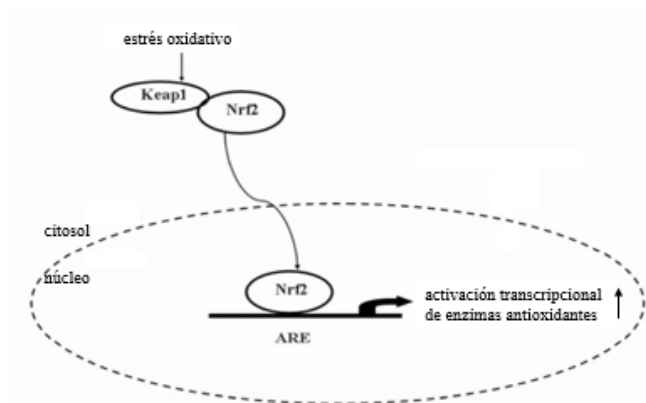 estrés oxidativo
Keap1
Nrf2
citosol
núcleo
Nrf2
activación transcripcional
de enzimas antioxidantes
ARE